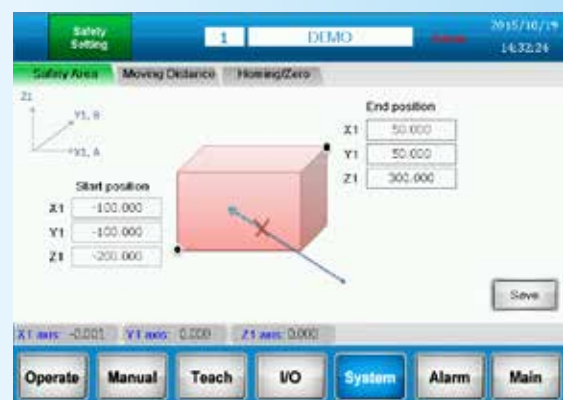 Safety
Setting
1
DEMO
2015/10/19
14:32:24
Safety Area
Moving Distance
Homing/Zero
Z1
Y1, B
X1, A
End position
X1 50.000
Y1 50.000
Z1 300.000
Start position
X1 -100.000
Y1 -100.000
Z1 -200.000
Save
X1 axis: -0.001
Y1 axis: 0.000
Z1 axis: 0.000
Operate
Manual
Teach
I/O
System
Alarm
Main